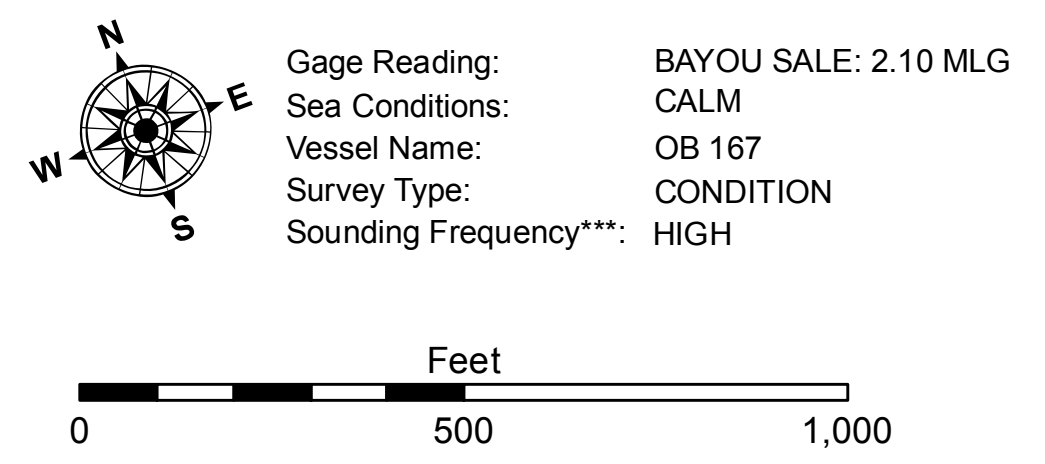 N
E
W
S
Gage Reading: BAYOU SALE: 2.10 MLG
Sea Conditions: CALM
Vessel Name: OB 167
Survey Type: CONDITION
Sounding Frequency***: HIGH
Feet
0 500 1,000